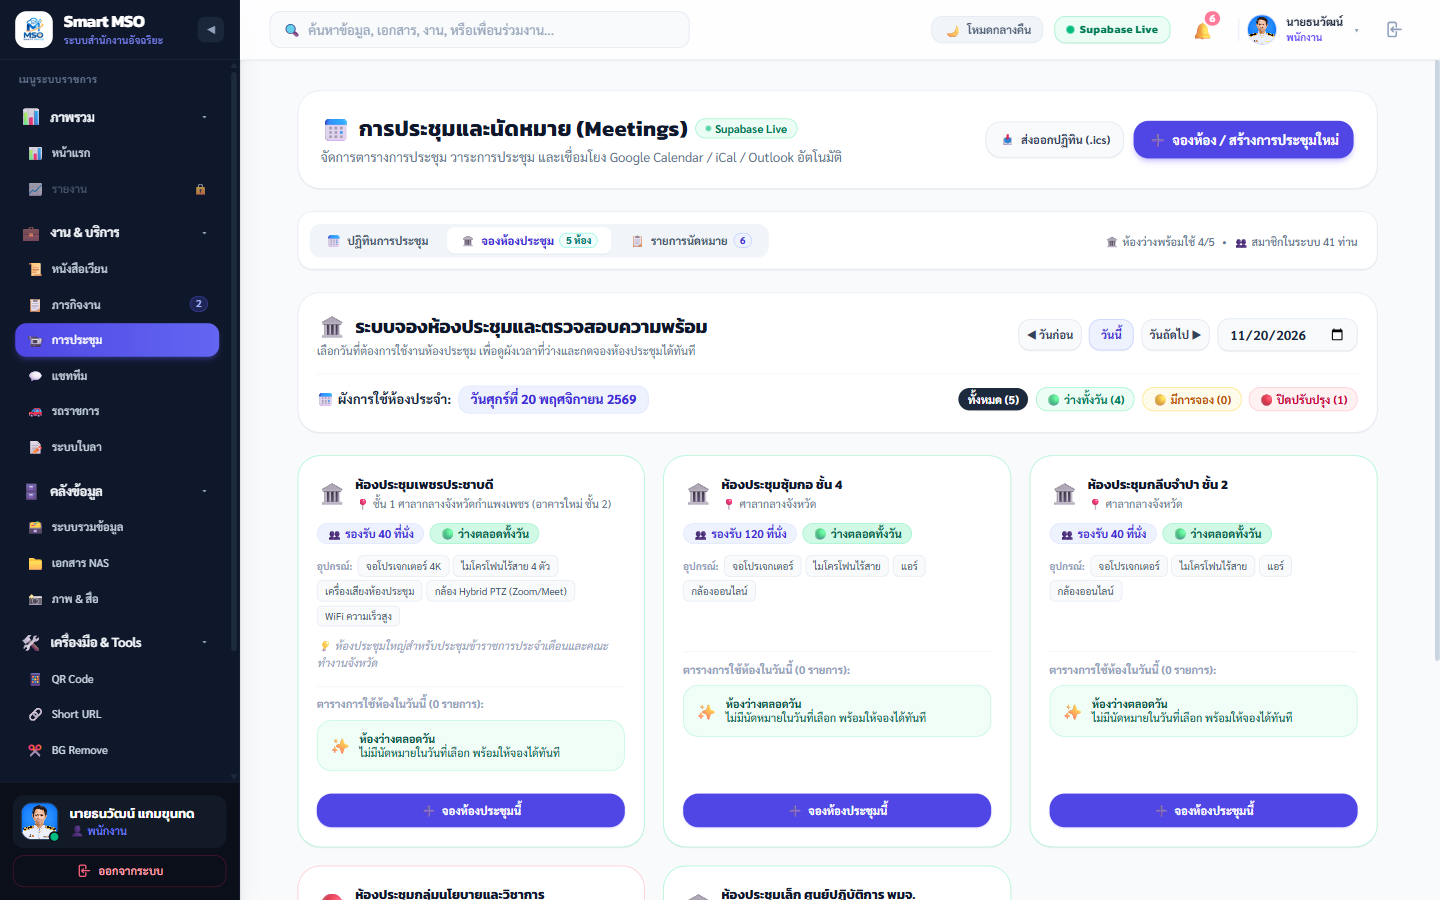 Smart MSO
ระบบสำนักงานอัจฉริยะ
เมนูระบบราชการ
ภาพรวม
หน้าแรก
รายงาน
งาน & บริการ
หนังสือเวียน
ภารกิจงาน 2
การประชุม
แชททีม
รถราชการ
ระบบใบลา
คลังข้อมูล
ระบบรวมข้อมูล
เอกสาร NAS
ภาพ & สื่อ
เครื่องมือ & Tools
QR Code
Short URL
BG Remove
นายธนวัฒน์ แกมขุนทด
พนักงาน
ออกจากระบบ
ค้นหาข้อมูล, เอกสาร, งาน, หรือเพื่อนร่วมงาน...
โหมดกลางคืน
Supabase Live
6
นายธนวัฒน์
พนักงาน
การประชุมและนัดหมาย (Meetings) Supabase Live
จัดการตารางการประชุม วาระการประชุม และเชื่อมโยง Google Calendar / iCal / Outlook อัตโนมัติ
ส่งออกปฏิทิน (.ics)
จองห้อง / สร้างการประชุมใหม่
ปฏิทินการประชุม
จองห้องประชุม 5 ห้อง
รายการนัดหมาย 6
ห้องว่างพร้อมใช้ 4/5 • สมาชิกในระบบ 41 ท่าน
ระบบจองห้องประชุมและตรวจสอบความพร้อม
เลือกวันที่ต้องการใช้งานห้องประชุม เพื่อดูผังเวลาที่ว่างและกดจองห้องประชุมได้ทันที
◀ วันก่อน
วันนี้
วันถัดไป ▶
11/20/2026
ผังการใช้ห้องประจำ: วันศุกร์ที่ 20 พฤศจิกายน 2569
ทั้งหมด (5)
ว่างทั้งวัน (4)
มีการจอง (0)
ปิดปรับปรุง (1)
ห้องประชุมเพชรประชาบดี
ชั้น 1 ศาลากลางจังหวัดกำแพงเพชร (อาคารใหม่ ชั้น 2)
รองรับ 40 ที่นั่ง ว่างตลอดทั้งวัน
อุปกรณ์: จอโปรเจกเตอร์ 4K ไมโครโฟนไร้สาย 4 ตัว
เครื่องเสียงห้องประชุม กล้อง Hybrid PTZ (Zoom/Meet)
WiFi ความเร็วสูง
ห้องประชุมใหญ่สำหรับประชุมข้าราชการประจำเดือนและคณะ
ทำงานจังหวัด
ตารางการใช้ห้องในวันนี้ (0 รายการ):
ห้องว่างตลอดวัน
ไม่มีนัดหมายในวันที่เลือก พร้อมให้จองได้ทันที
จองห้องประชุมนี้
ห้องประชุมซุ้มกอ ชั้น 4
ศาลากลางจังหวัด
รองรับ 120 ที่นั่ง ว่างตลอดทั้งวัน
อุปกรณ์: จอโปรเจกเตอร์ ไมโครโฟนไร้สาย แอร์
กล้องออนไลน์
ตารางการใช้ห้องในวันนี้ (0 รายการ):
ห้องว่างตลอดวัน
ไม่มีนัดหมายในวันที่เลือก พร้อมให้จองได้ทันที
จองห้องประชุมนี้
ห้องประชุมกลีบจำปา ชั้น 2
ศาลากลางจังหวัด
รองรับ 40 ที่นั่ง ว่างตลอดทั้งวัน
อุปกรณ์: จอโปรเจกเตอร์ ไมโครโฟนไร้สาย แอร์
กล้องออนไลน์
ตารางการใช้ห้องในวันนี้ (0 รายการ):
ห้องว่างตลอดวัน
ไม่มีนัดหมายในวันที่เลือก พร้อมให้จองได้ทันที
จองห้องประชุมนี้
ห้องประชุมกลุ่มนโยบายและวิชาการ
ห้องประชุมเล็ก ศูนย์ปฏิบัติการ พมจ.